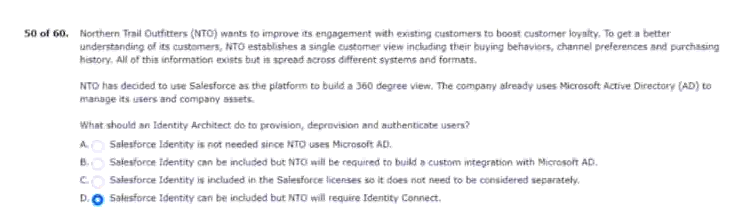 50 of 60. Northern Trail Outfitters (NTO) wants to improve its engagement with existing customers to boost customer loyalty. To get a better
understanding of its customers, NTO establishes a single customer view including their buying behaviors, channel preferences and purchasing
history. All of this information exists but is spread across different systems and formats.
NTO has decided to use Salesforce as the platform to build a 360 degree view. The company already uses Microsoft Active Directory (AD) to
manage its users and company assets.
What should an Identity Architect do to provision, deprovision and authenticate users?
A. Salesforce Identity is not needed since NTO uses Microsoft AD.
B. Salesforce Identity can be included but NTO will be required to build a custom integration with Microsoft AD.
C. Salesforce Identity is included in the Salesforce licenses so it does not need to be considered separately.
D. Salesforce Identity can be included but NTO will require Identity Connect.